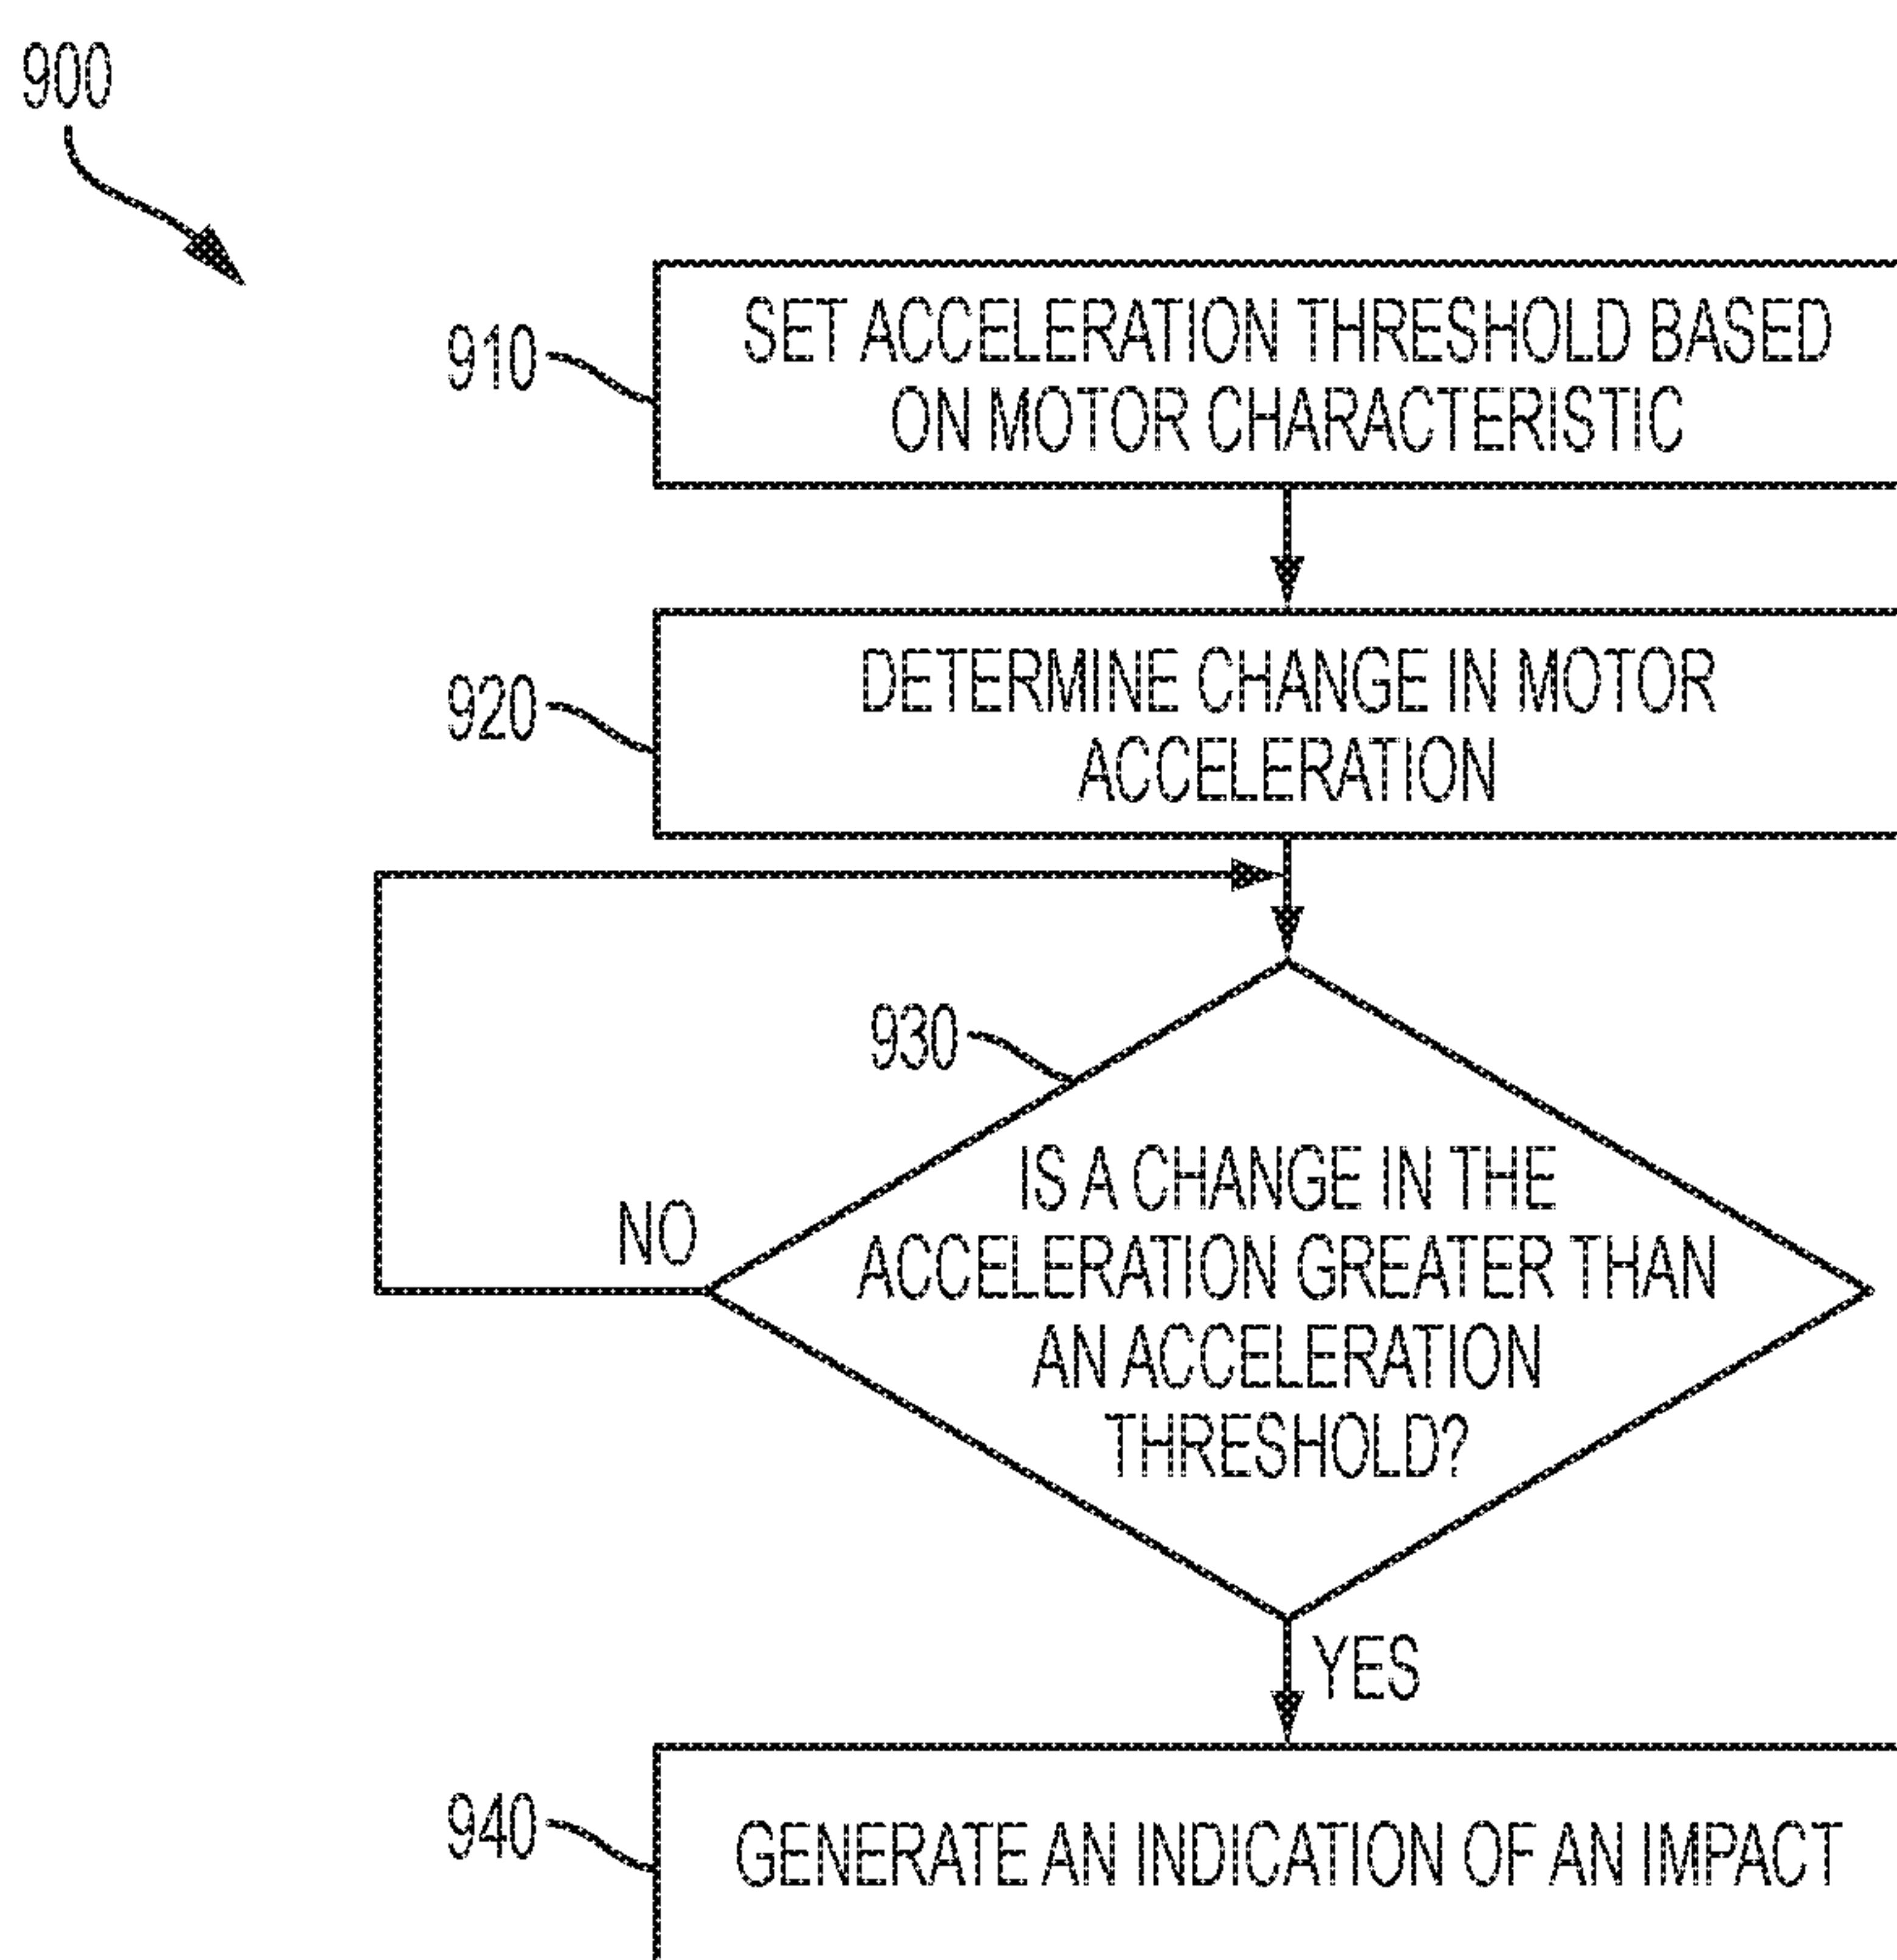 900
910
SET ACCELERATION THRESHOLD BASED
ON MOTOR CHARACTERISTIC
920
DETERMINE CHANGE IN MOTOR
ACCELERATION
930
IS A CHANGE IN THE
ACCELERATION GREATER THAN
AN ACCELERATION
THRESHOLD?
NO
YES
940
GENERATE AN INDICATION OF AN IMPACT